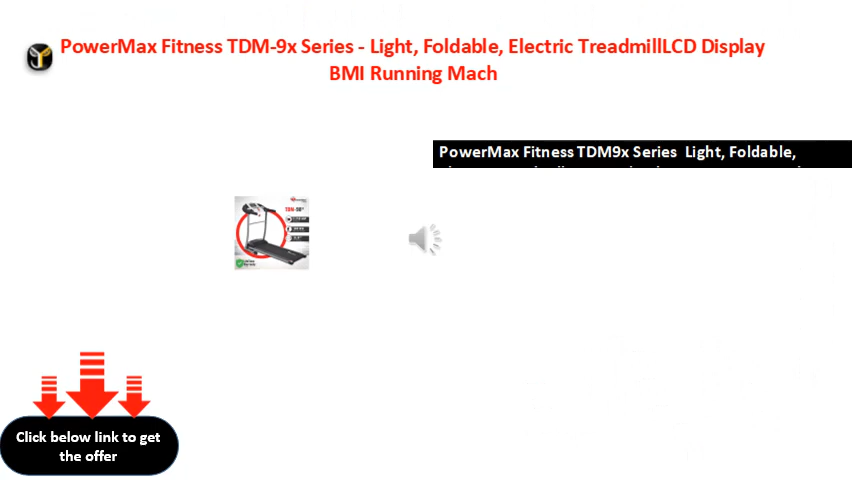 PowerMax Fitness TDM-9x Series - Light, Foldable, Electric TreadmillLCD Display
BMI Running Mach
PowerMax Fitness TDM9x Series Light, Foldable,
Click below link to get
the offer